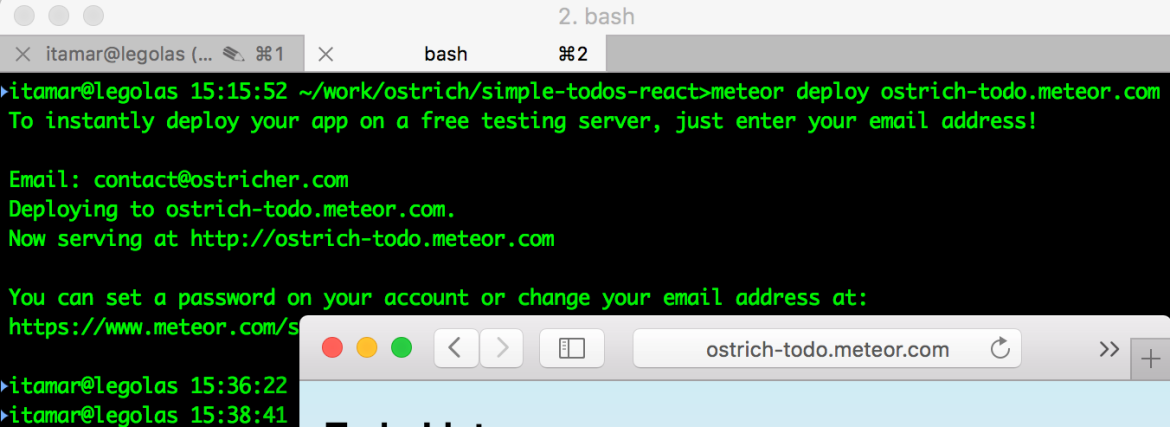 2. bash
itamar@legolas (... ⌘1
bash ⌘2
itamar@legolas 15:15:52 ~/work/ostrich/simple-todos-react>meteor deploy ostrich-todo.meteor.com
To instantly deploy your app on a free testing server, just enter your email address!
Email: contact@ostricher.com
Deploying to ostrich-todo.meteor.com.
Now serving at http://ostrich-todo.meteor.com
You can set a password on your account or change your email address at:
https://www.meteor.com/s
ostrich-todo.meteor.com
itamar@legolas 15:36:22
itamar@legolas 15:38:41